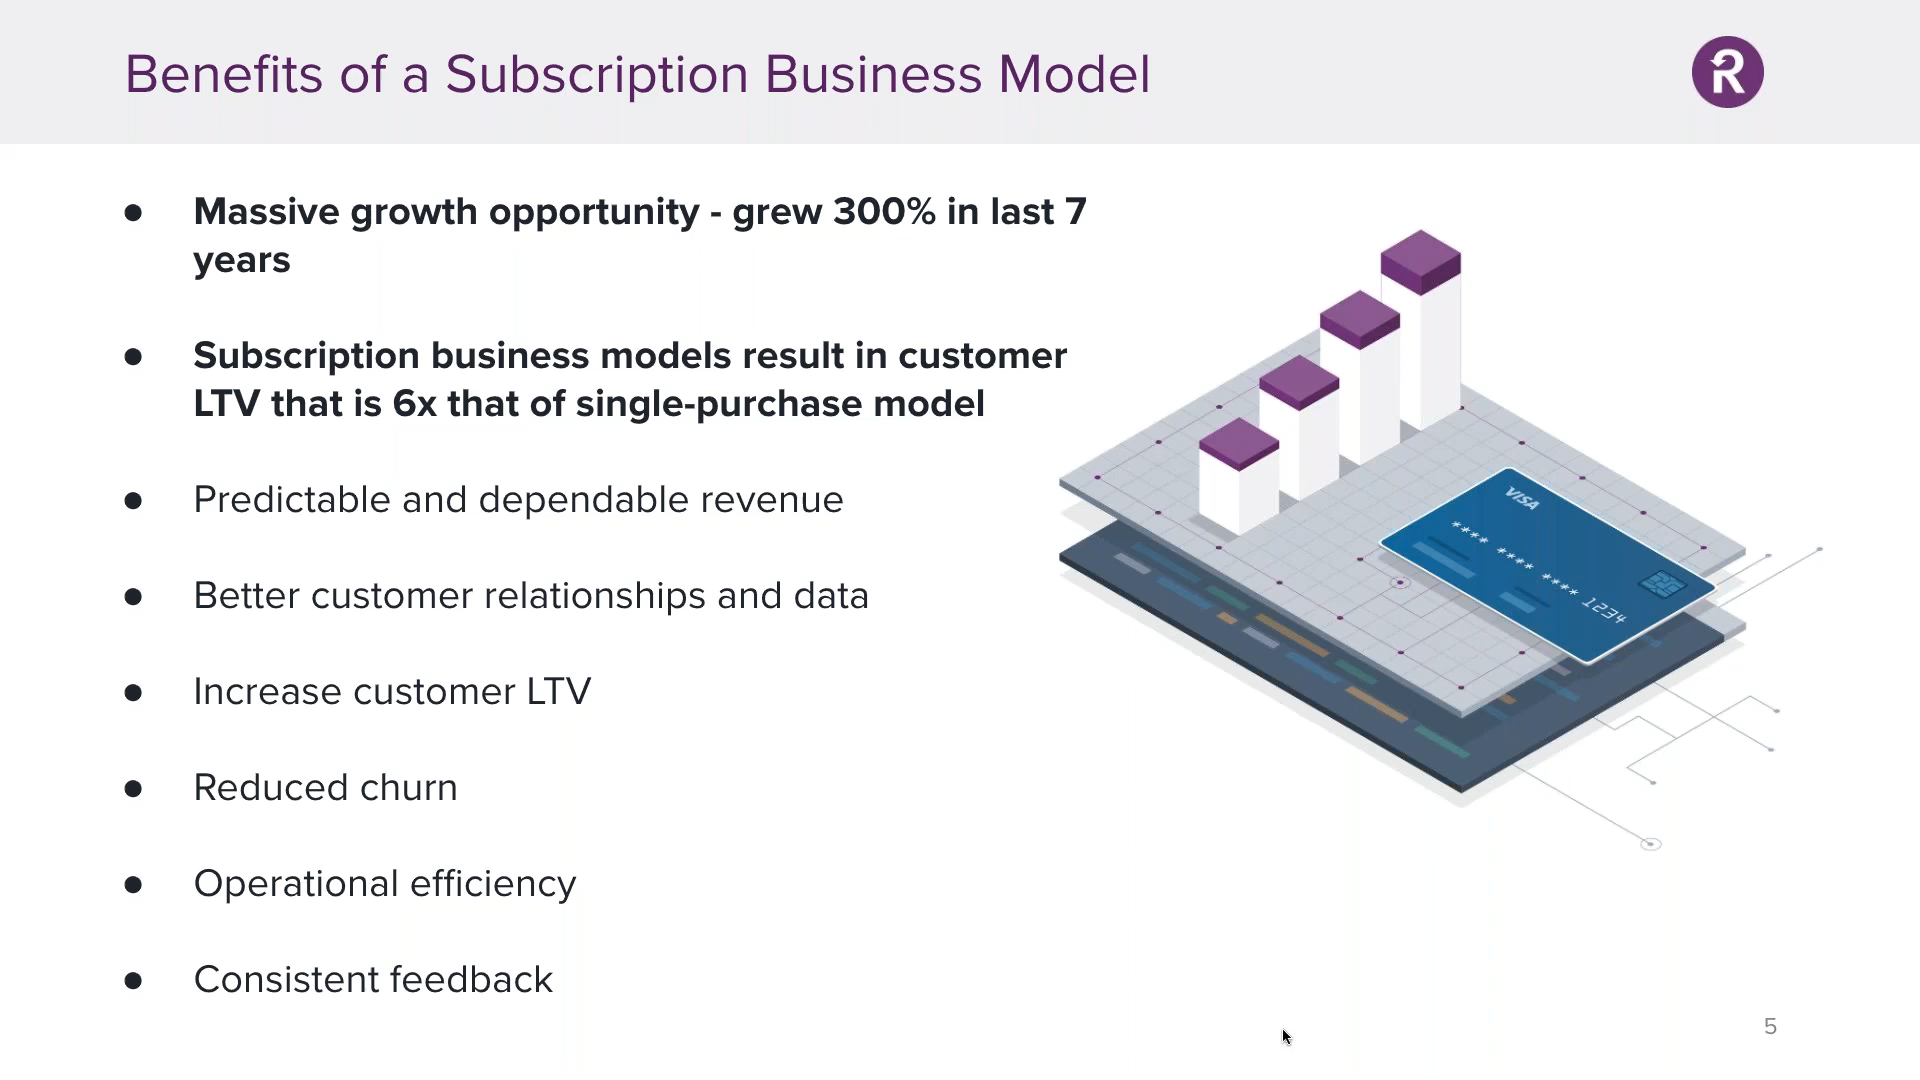 Benefits of a Subscription Business Model
R
● Massive growth opportunity - grew 300% in last 7
years
● Subscription business models result in customer
LTV that is 6x that of single-purchase model
● Predictable and dependable revenue
● Better customer relationships and data
● Increase customer LTV
● Reduced churn
● Operational efficiency
● Consistent feedback
VISA
**** **** **** 1234
5